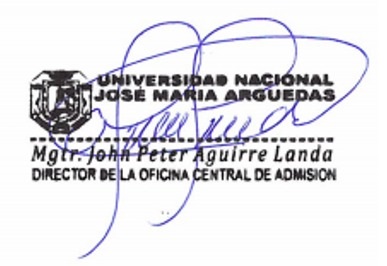 UNIVERSIDAD NACIONAL
JOSÉ MARÍA ARGUEDAS
Mgtr. John Peter Aguirre Landa
DIRECTOR DE LA OFICINA CENTRAL DE ADMISION